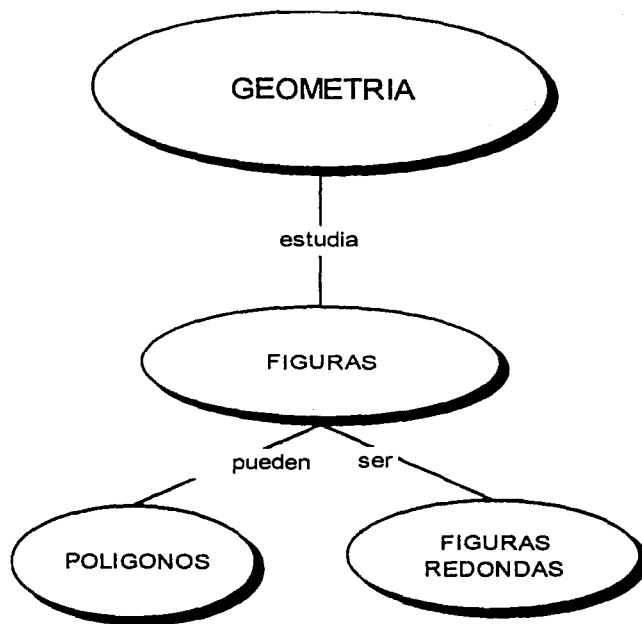 GEOMETRIA
estudia
FIGURAS
pueden ser
POLIGONOS
FIGURAS
REDONDAS